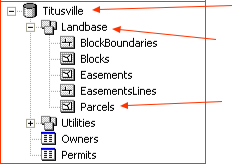 Titusville
Landbase
BlockBoundaries
Blocks
Easements
EasementsLines
Parcels
Utilities
Owners
Permits